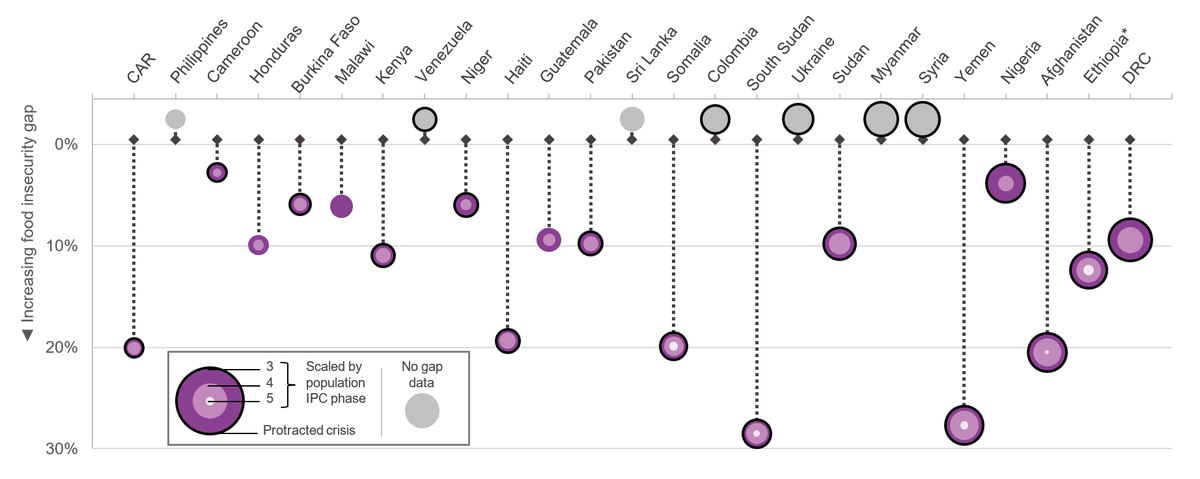 CAR
Philippines
Cameroon
Honduras
Burkina Faso
Malawi
Kenya
Venezuela
Niger
Haiti
Guatemala
Pakistan
Sri Lanka
Somalia
Colombia
South Sudan
Ukraine
Sudan
Myanmar
Syria
Yemen
Nigeria
Afghanistan
Ethiopia*
DRC
◀ Increasing food insecurity gap
0%
10%
20%
30%
3
4
5
Scaled by
population
IPC phase
Protracted crisis
No gap
data